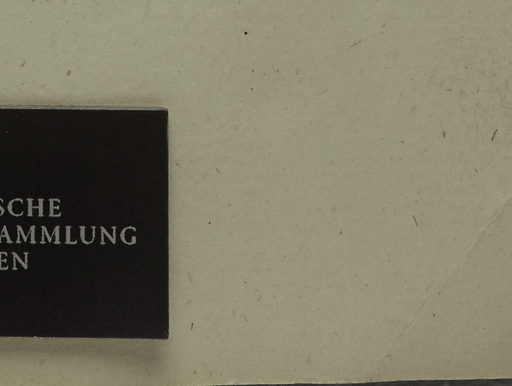 SCHE
AMMLUNG
EN